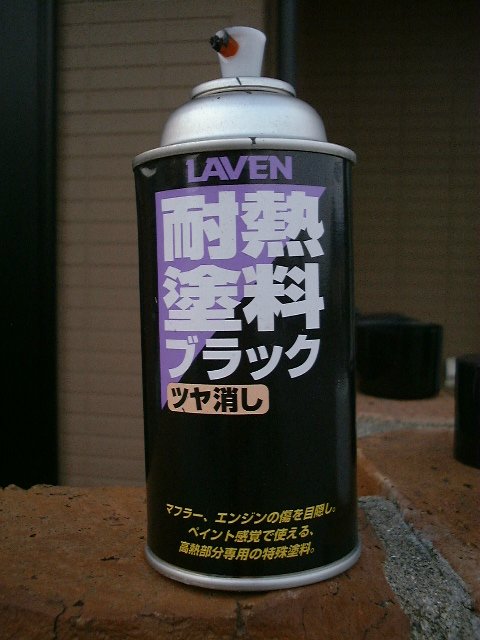 LAVEN
耐熱
塗料
ブラック
ツヤ消し
マフラー、エンジンの傷を目隠し。
ペイント感覚で使える、
高熱部分専用の特殊塗料。